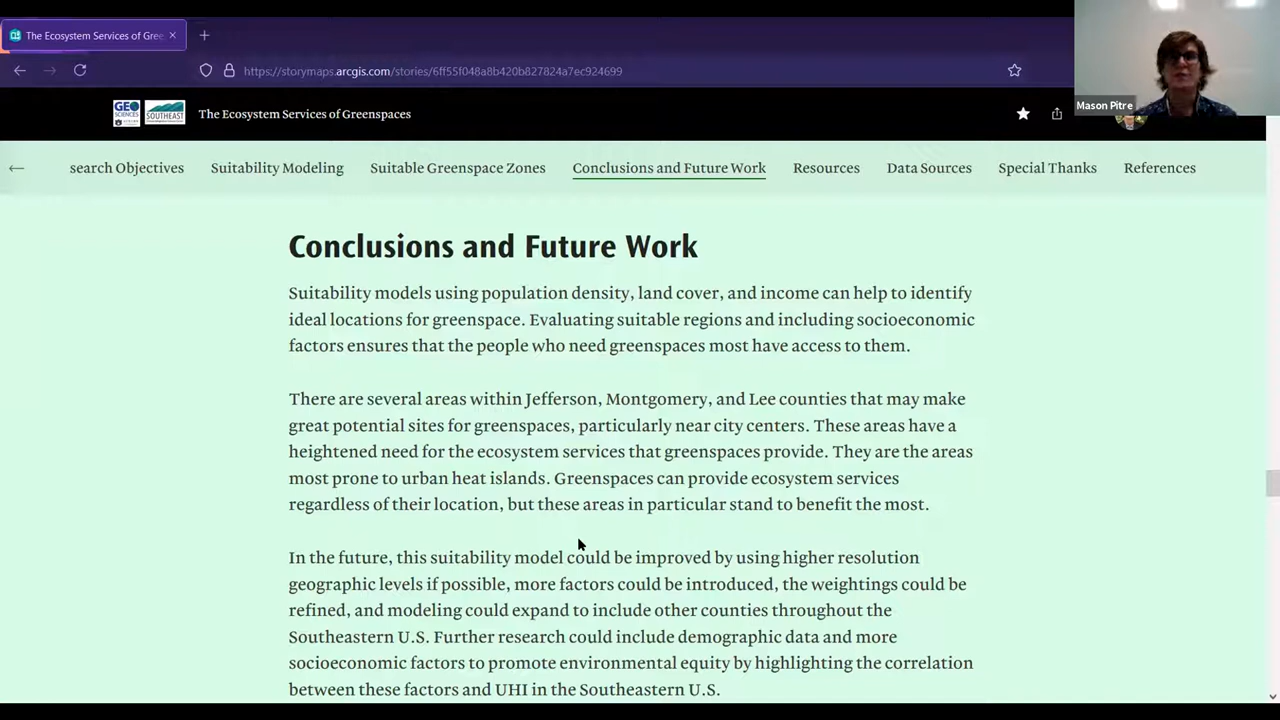 The Ecosystem Services of Gree
https://storymaps.arcgis.com/stories/6ff55f048a8b420b827824a7ec924699
Mason Pitre
GEO
SCIENCES
SOUTHEAST
The Ecosystem Services of Greenspaces
search Objectives
Suitability Modeling
Suitable Greenspace Zones
Conclusions and Future Work
Resources
Data Sources
Special Thanks
References
Conclusions and Future Work
Suitability models using population density, land cover, and income can help to identify
ideal locations for greenspace. Evaluating suitable regions and including socioeconomic
factors ensures that the people who need greenspaces most have access to them.
There are several areas within Jefferson, Montgomery, and Lee counties that may make
great potential sites for greenspaces, particularly near city centers. These areas have a
heightened need for the ecosystem services that greenspaces provide. They are the areas
most prone to urban heat islands. Greenspaces can provide ecosystem services
regardless of their location, but these areas in particular stand to benefit the most.
In the future, this suitability model could be improved by using higher resolution
geographic levels if possible, more factors could be introduced, the weightings could be
refined, and modeling could expand to include other counties throughout the
Southeastern U.S. Further research could include demographic data and more
socioeconomic factors to promote environmental equity by highlighting the correlation
between these factors and UHI in the Southeastern U.S.